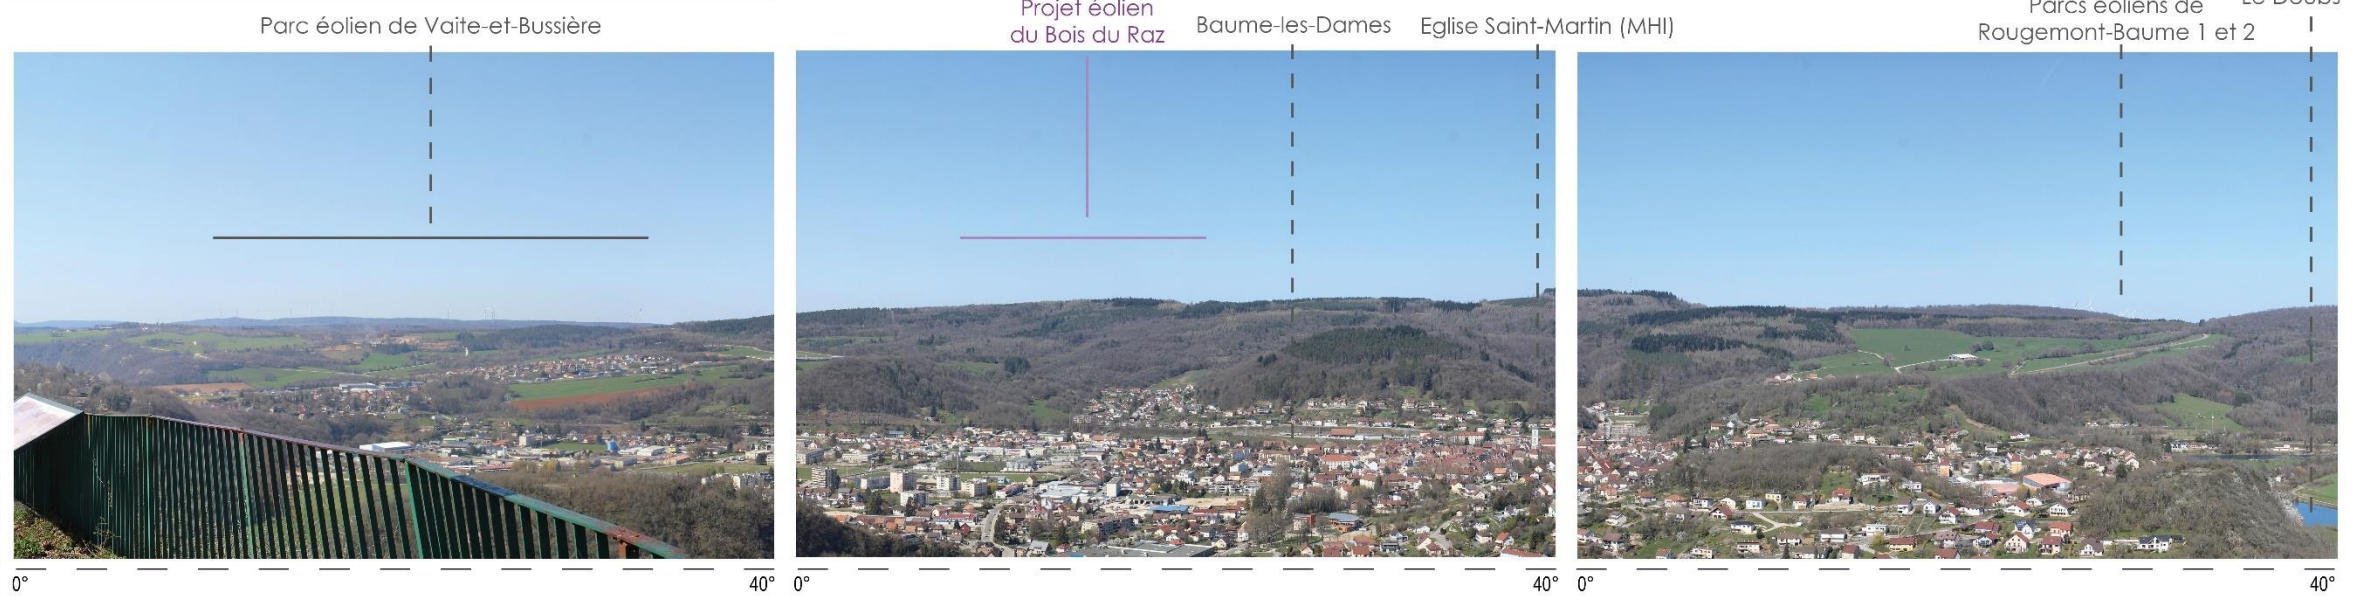 Parc éolien de Vaite-et-Bussière
Projet éolien
du Bois du Raz
Baume-les-Dames
Eglise Saint-Martin (MHI)
Parcs éoliens de
Rougemont-Baume 1 et 2
Le Doubs
0°
40°
0°
40°
0°
40°